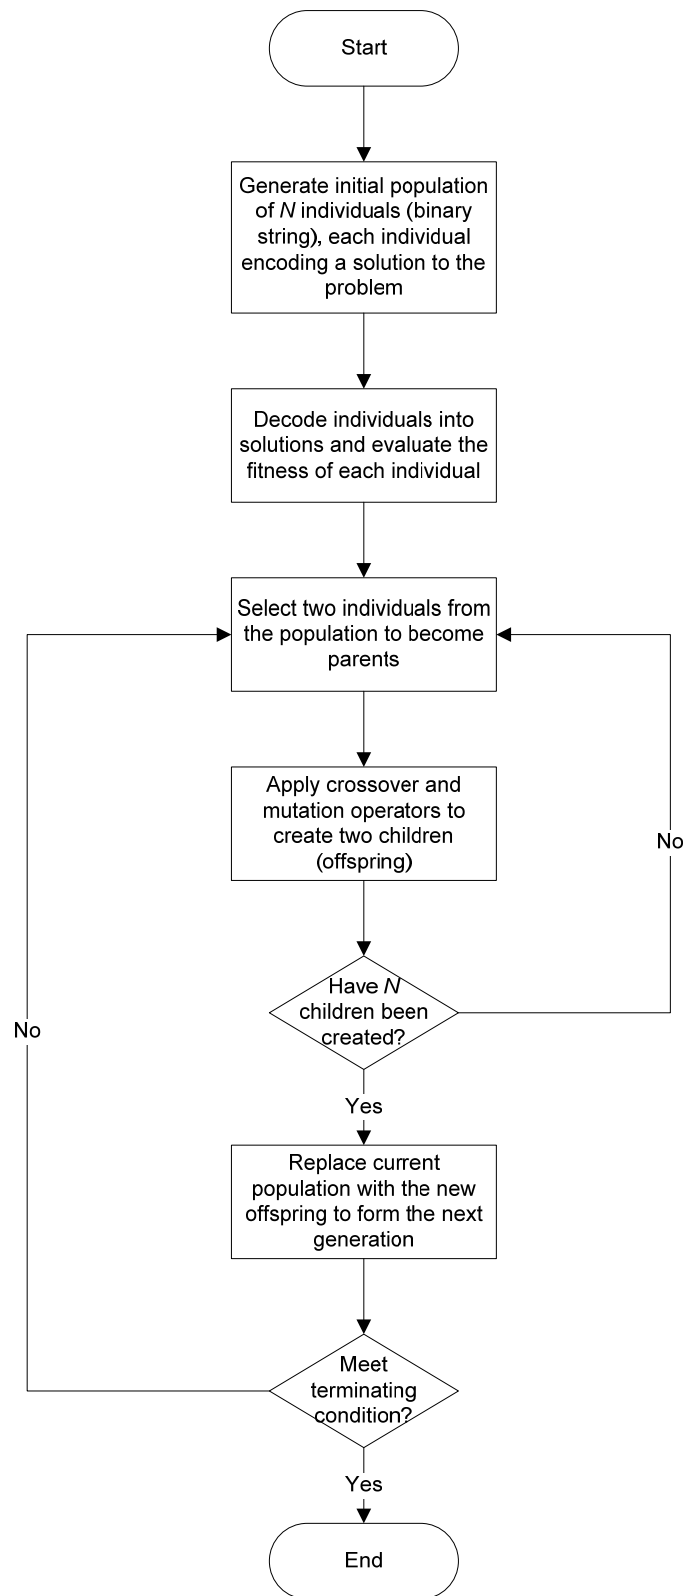 Start
Generate initial population
of N individuals (binary
string), each individual
encoding a solution to the
problem
Decode individuals into
solutions and evaluate the
fitness of each individual
Select two individuals from
the population to become
parents
Apply crossover and
mutation operators to
create two children
(offspring)
No
Have N
children been
created?
No
Yes
Replace current
population with the new
offspring to form the next
generation
Meet
terminating
condition?
Yes
End